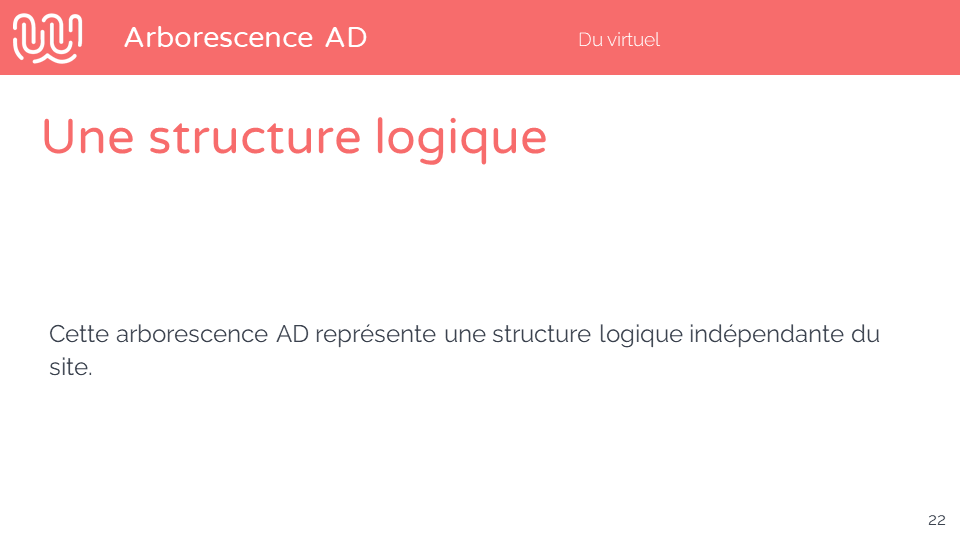 Arborescence AD
Du virtuel
Une structure logique
Cette arborescence AD représente une structure logique indépendante du
site.
22